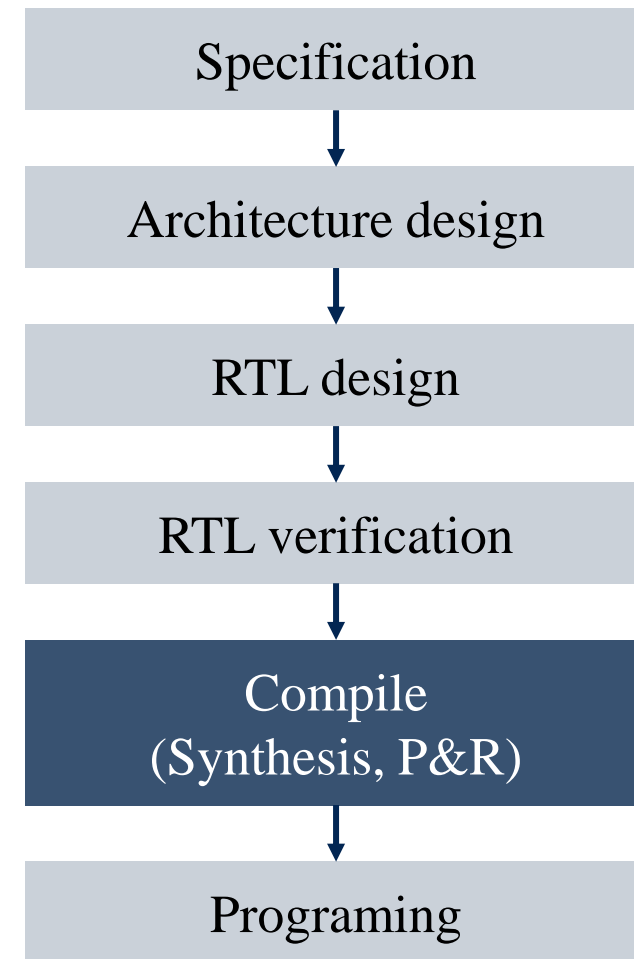 Specification
Architecture design
RTL design
RTL verification
Compile
(Synthesis, P&R)
Programing